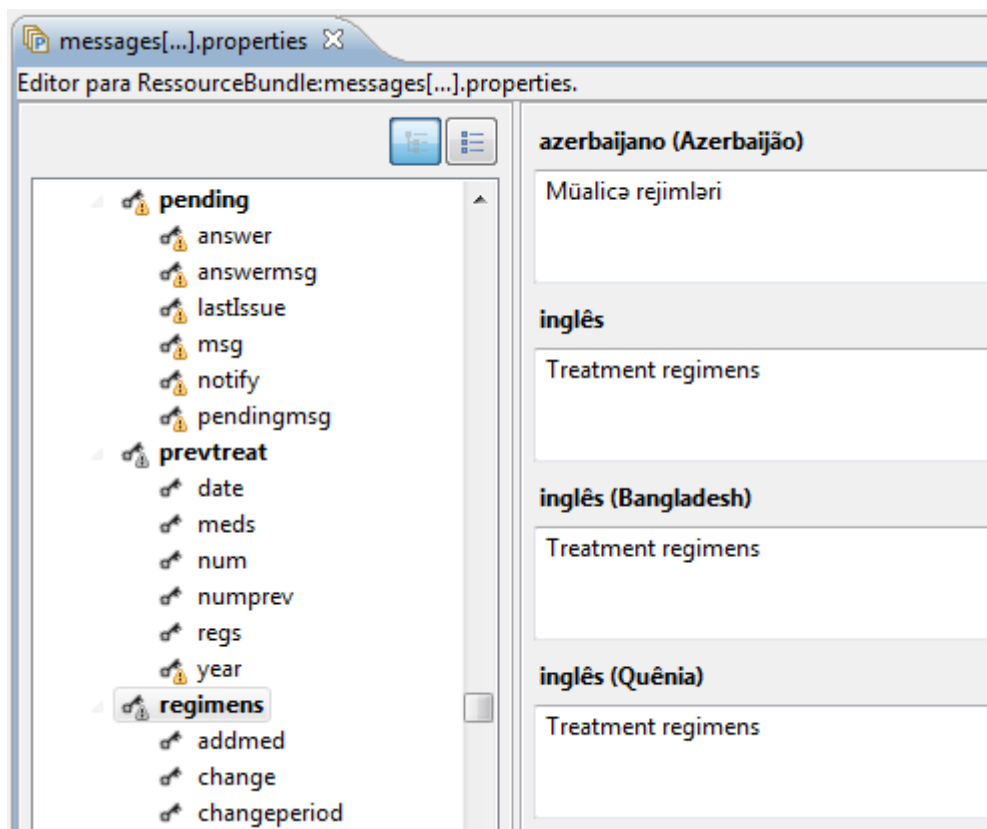 messages[...].properties
Editor para RessourceBundle:messages[...].properties.
pending
answer
answermsg
lastIssue
msg
notify
pendingmsg
prevtreat
date
meds
num
numprev
regs
year
regimens
addmed
change
changeperiod
azerbaijano (Azerbaijão)
Müalicə rejimləri
inglês
Treatment regimens
inglês (Bangladesh)
Treatment regimens
inglês (Quênia)
Treatment regimens